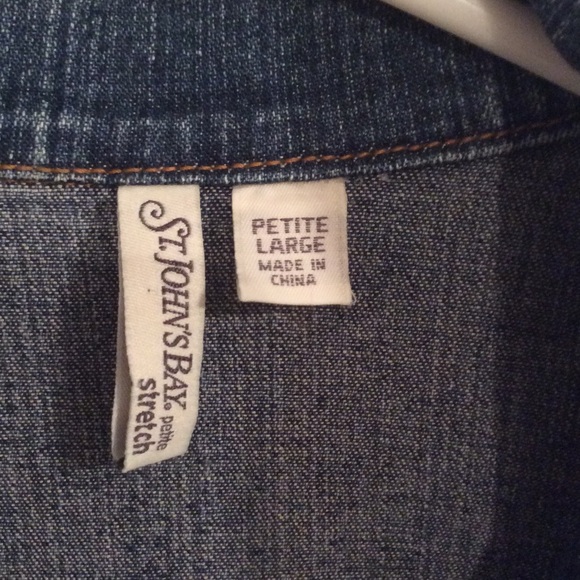 St. John's Bay® petite
stretch
PETITE
LARGE
MADE IN
CHINA